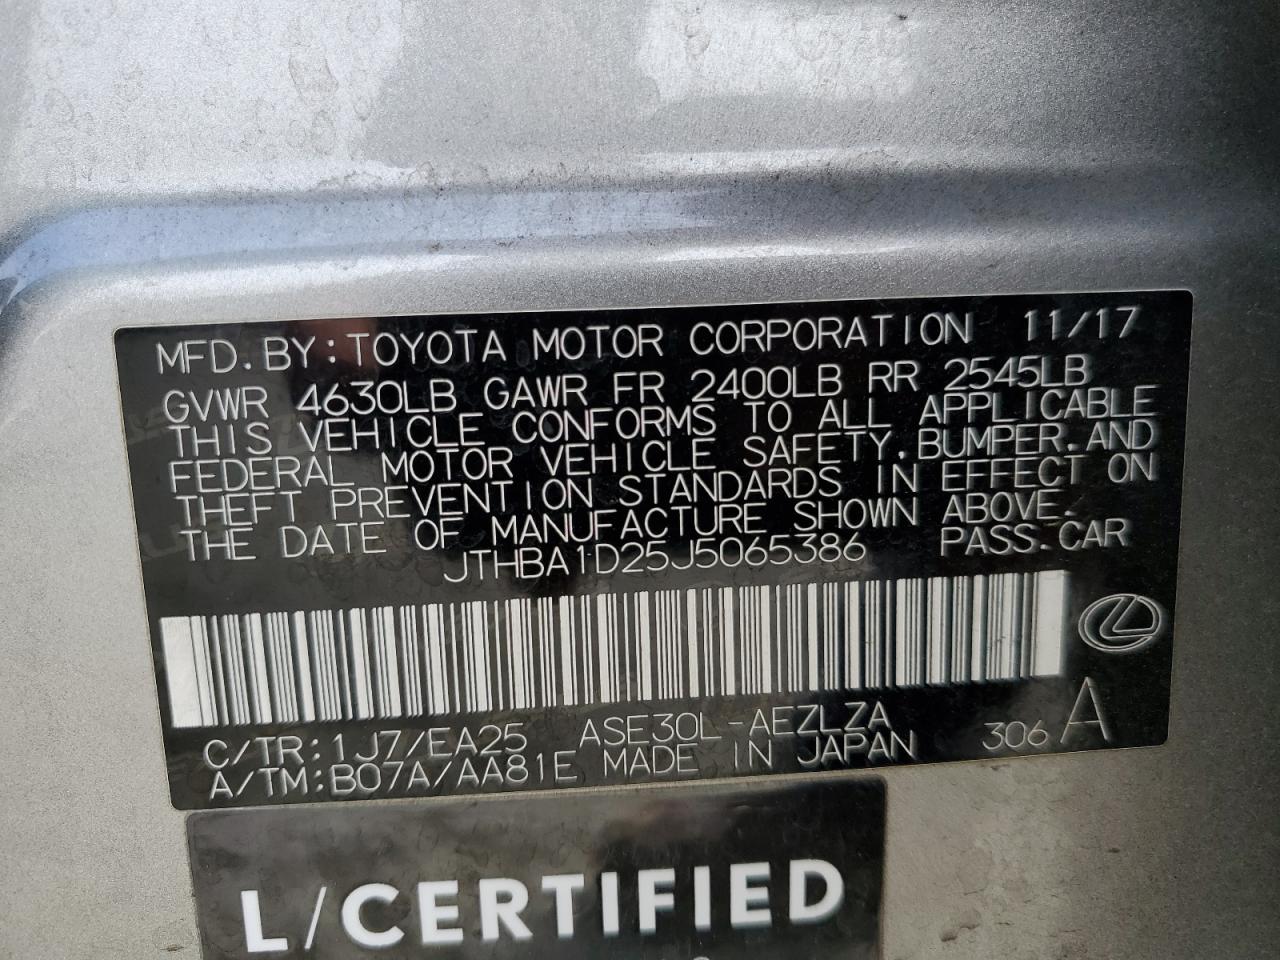 MFD. BY: TOYOTA MOTOR CORPORATION 11/17
GVWR 4630LB GAWR FR 2400LB RR 2545LB
THIS VEHICLE CONFORMS TO ALL APPLICABLE
FEDERAL MOTOR VEHICLE SAFETY, BUMPER, AND
THEFT PREVENTION STANDARDS IN EFFECT ON
THE DATE OF MANUFACTURE SHOWN ABOVE.
JTHBA1D25J5065386 PASS. CAR
C/TR: 1J7/EA25 ASE30L-AEZLZA
A/TM: B07A/AA81E MADE IN JAPAN 306 A
L/CERTIFIED